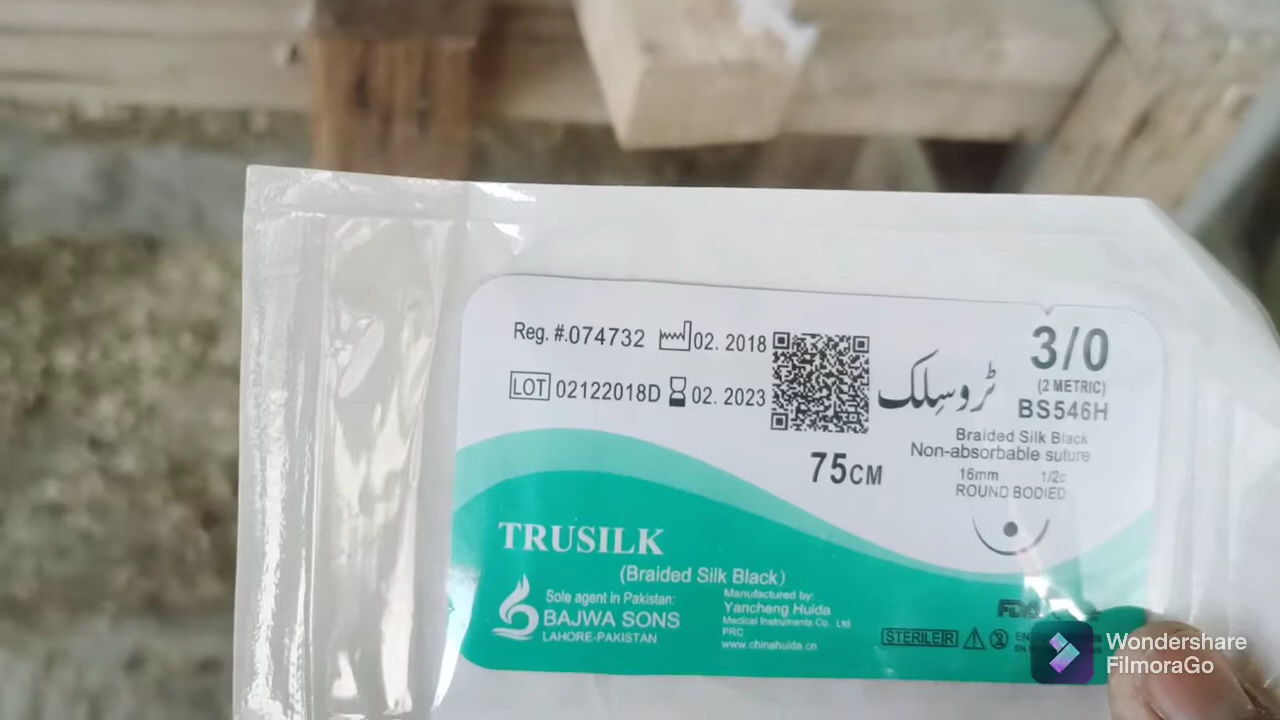 Reg. #.074732 02. 2018
LOT 02122018D 02. 2023
ٹروسِلک
3/0
(2 METRIC)
BS546H
Braided Silk Black
Non-absorbable suture
16mm 1/2c
ROUND BODIED
75CM
TRUSILK
(Braided Silk Black)
Sole agent in Pakistan:
BAJWA SONS
LAHORE-PAKISTAN
Manufactured by:
Yancheng Huida
Medical Instruments Co. Ltd
PRC
www.chinahuida.cn
STERILE R
Wondershare
FilmoraGo